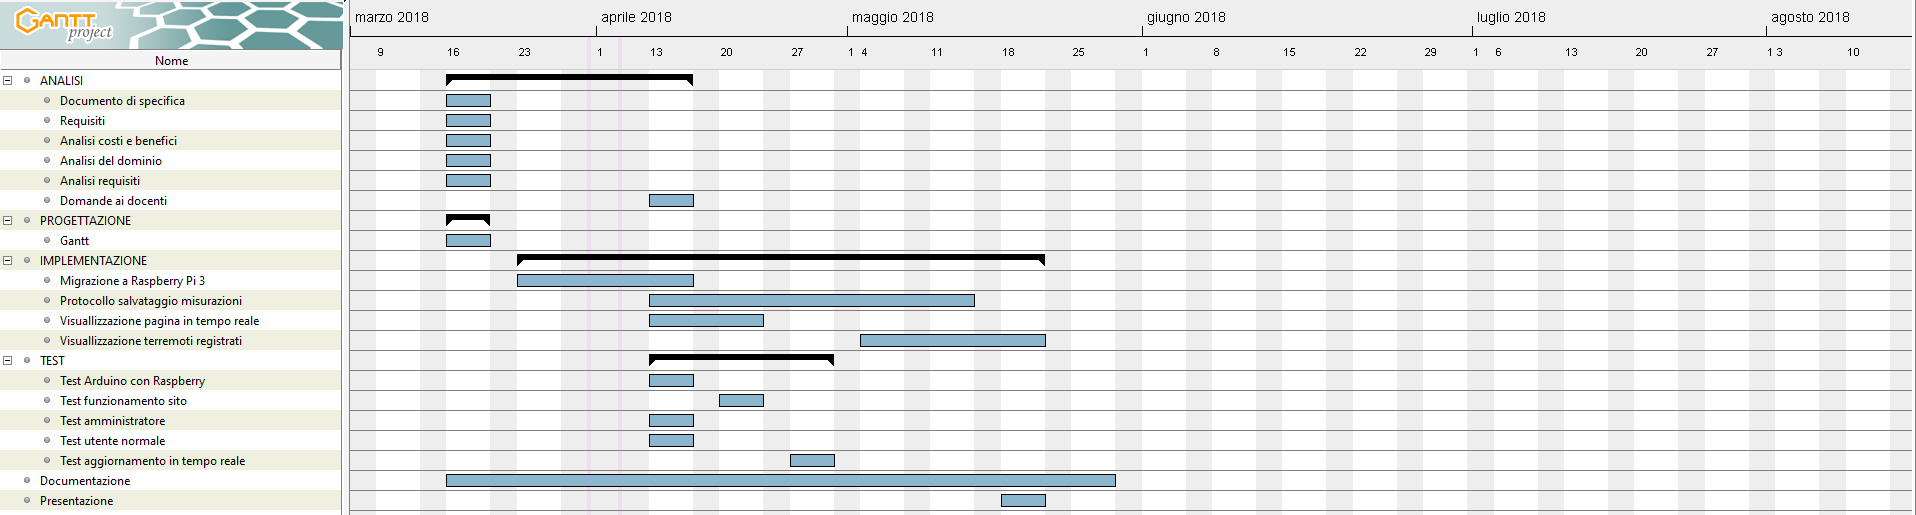 GANTT
project
marzo 2018
aprile 2018
maggio 2018
giugno 2018
luglio 2018
agosto 2018
9 16 23 1 13 20 27 1 4 11 18 25 1 8 15 22 29 1 6 13 20 27 1 3 10
Nome
ANALISI
Documento di specifica
Requisiti
Analisi costi e benefici
Analisi del dominio
Analisi requisiti
Domande ai docenti
PROGETTAZIONE
Gantt
IMPLEMENTAZIONE
Migrazione a Raspberry Pi 3
Protocollo salvataggio misurazioni
Visuallizzazione pagina in tempo reale
Visuallizzazione terremoti registrati
TEST
Test Arduino con Raspberry
Test funzionamento sito
Test amministratore
Test utente normale
Test aggiornamento in tempo reale
Documentazione
Presentazione